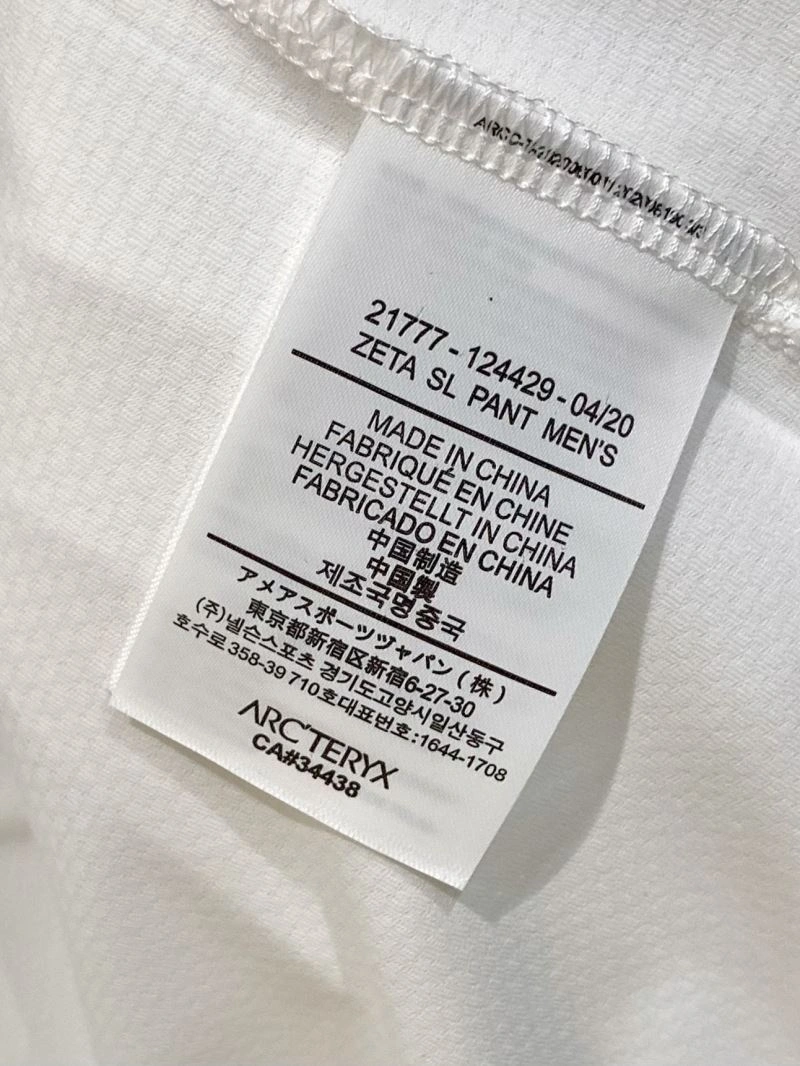 21777 - 124429 - 04/20
ZETA SL PANT MEN'S
MADE IN CHINA
FABRIQUÉ EN CHINE
HERGESTELLT IN CHINA
FABRICADO EN CHINA
中国制造
中国製
제조국명중국
アメアスポーツジャパン(株)
東京都新宿区新宿6-27-30
(주)넬슨스포츠 경기도고양시일산동구
호수로 358-39 710호대표번호:1644-1708
ARC'TERYX
CA#34438